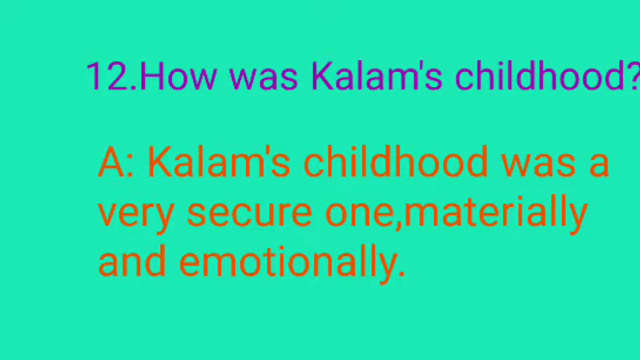 12.How was Kalam's childhood?
A: Kalam's childhood was a
very secure one,materially
and emotionally.